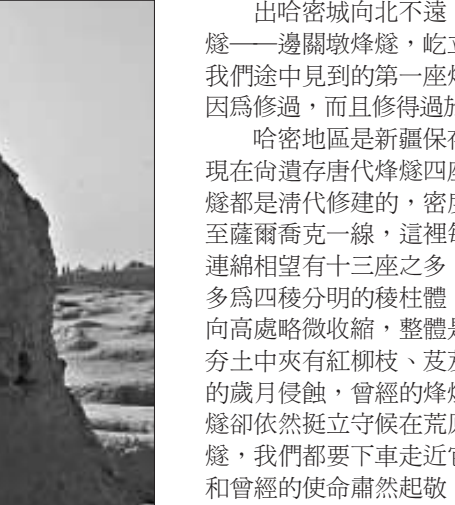 出哈密城向北不遠，
燧——邊關墩烽燧，屹立
我們途中見到的第一座烽
因爲修過，而且修得過於
哈密地區是新疆保存
現在尙遺存唐代烽燧四座
燧都是淸代修建的，密度
至薩爾喬克一線，這裡每
連綿相望有十三座之多，
多爲四稜分明的稜柱體，
向高處略微收縮，整體是
夯土中夾有紅柳枝、芨芨
的歲月侵蝕，曾經的烽煙
燧卻依然挺立守候在荒原
燧，我們都要下車走近它
和曾經的使命肅然起敬，